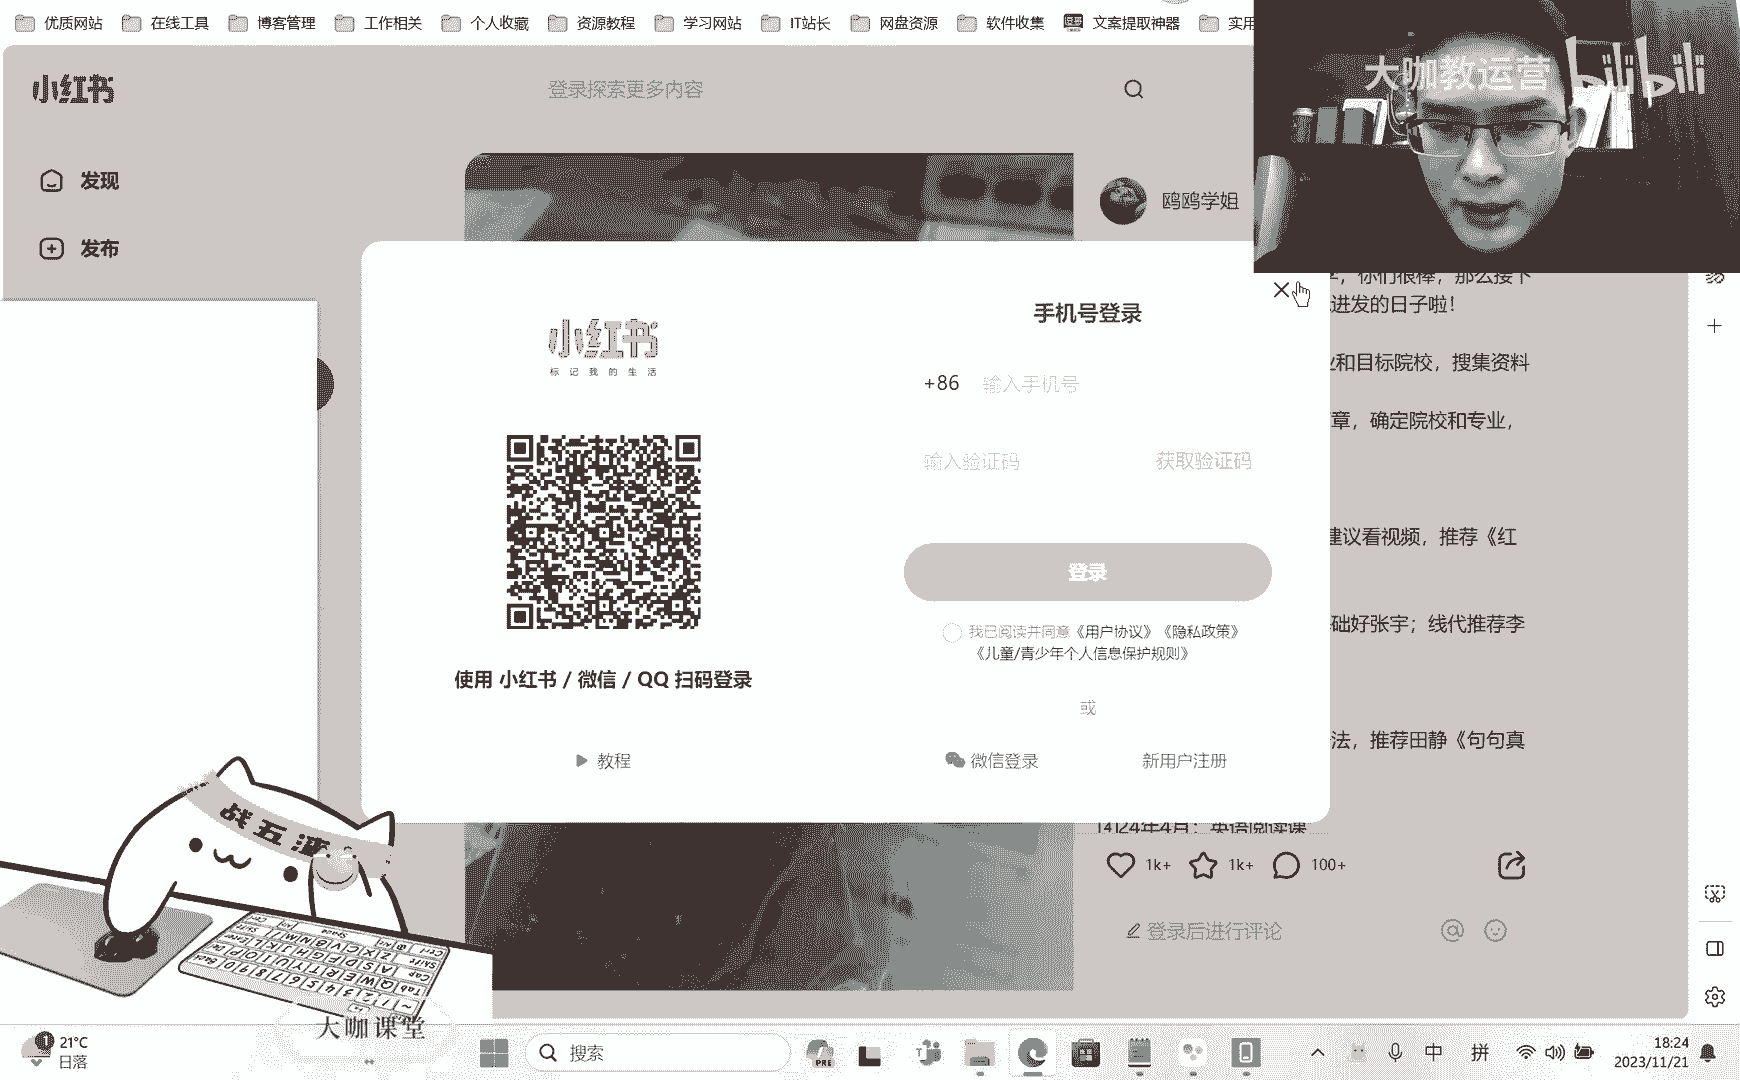 优质网站 在线工具 博客管理 工作相关 个人收藏 资源教程 学习网站 IT站长 网盘资源 软件收集 文案提取神器 实用
大咖教运营 bilibili
小红书 登录探索更多内容
发现
鸥鸥学姐
发布
你们很棒，那么接下
进发的日子啦！
手机号登录
小红书
标记我的生活
和目标院校，搜集资料
+86 输入手机号
章，确定院校和专业，
输入验证码 获取验证码
建议看视频，推荐《红
登录
础好张宇；线代推荐李
我已阅读并同意《用户协议》《隐私政策》
《儿童/青少年个人信息保护规则》
使用 小红书 / 微信 / QQ 扫码登录
或
法，推荐田静《句句真
教程
微信登录 新用户注册
战五渣
[4]24年4月：英语阅读课
1k+ 1k+ 100+
登录后进行评论
大咖课堂
21°C
日落
搜索
PRE
中 拼
18:24
2023/11/21